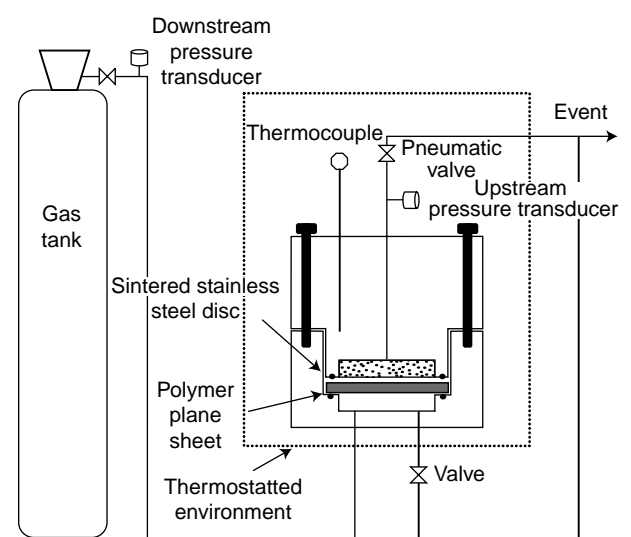 Downstream
pressure
transducer
Event
Thermocouple
Pneumatic
valve
Upstream
pressure transducer
Gas
tank
Sintered stainless
steel disc
Polymer
plane
sheet
Valve
Thermostatted
environment